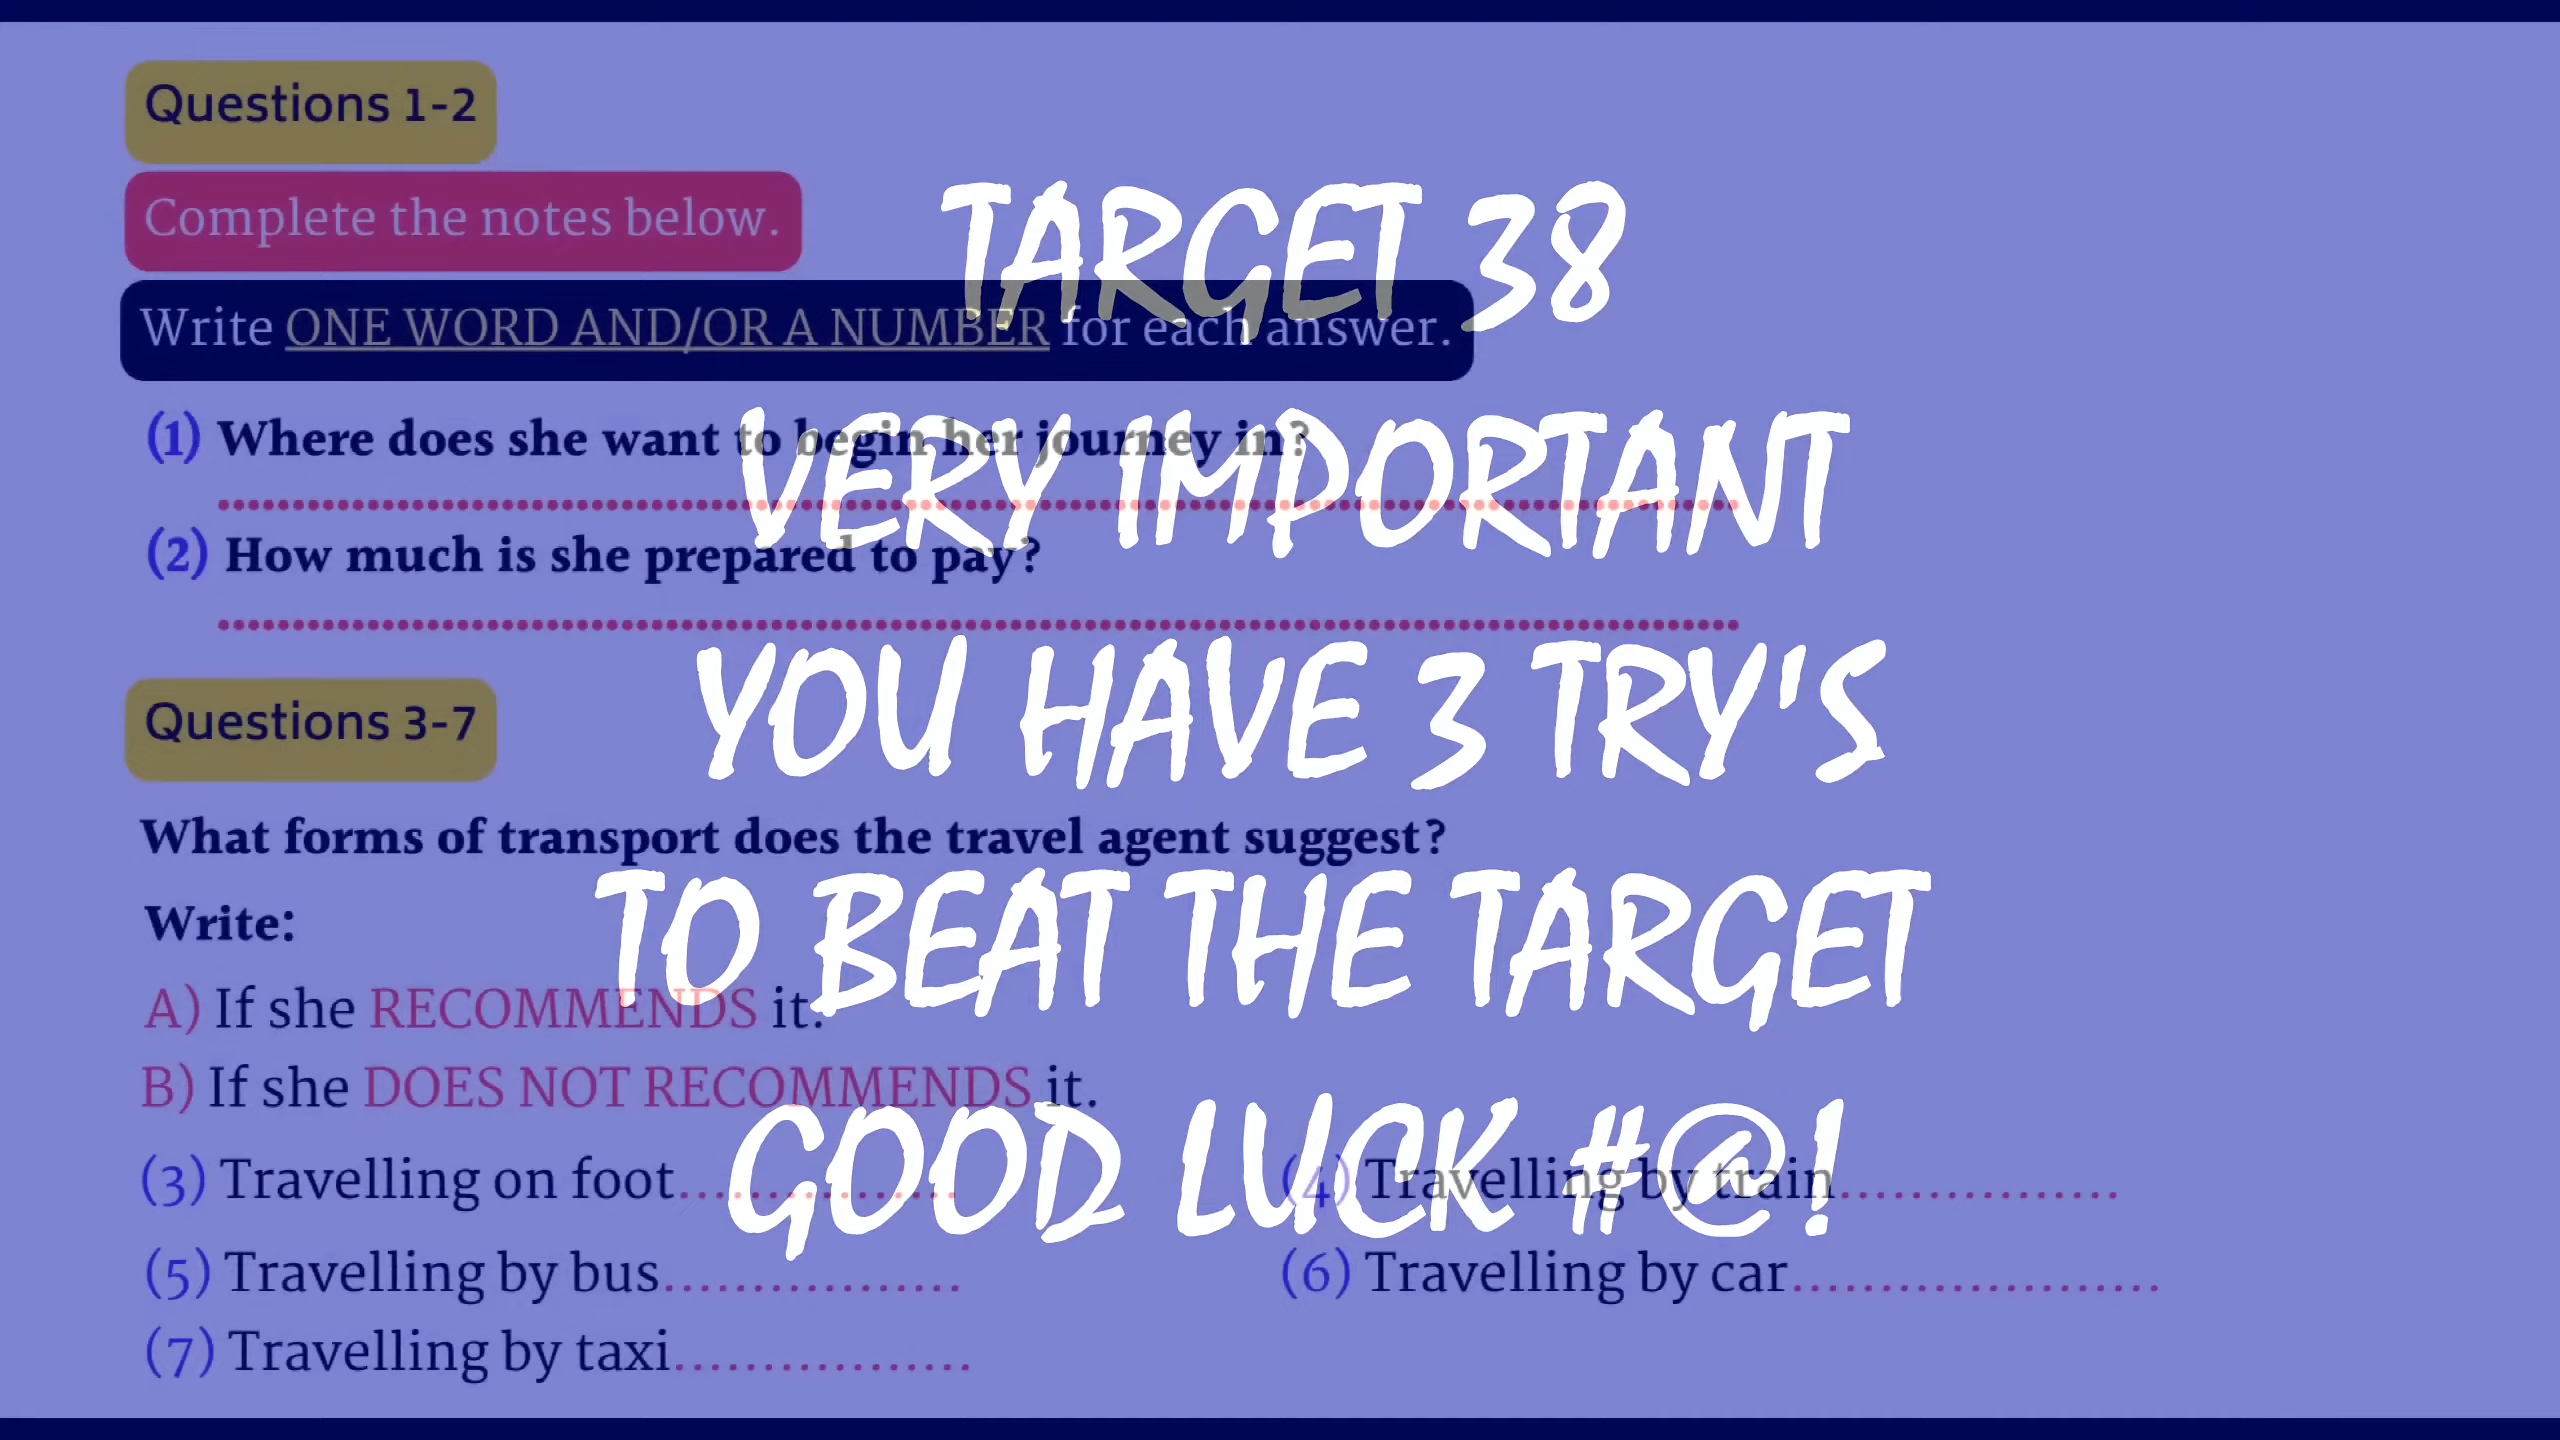 Questions 1-2
Complete the notes below.
Write ONE WORD AND/OR A NUMBER for each answer.
(1) Where does she want to begin her journey in?
(2) How much is she prepared to pay?
Questions 3-7
What forms of transport does the travel agent suggest?
Write:
A) If she RECOMMENDS it.
B) If she DOES NOT RECOMMENDS it.
(3) Travelling on foot................ (4) Travelling by train................
(5) Travelling by bus................. (6) Travelling by car.....................
(7) Travelling by taxi.................
TARGET 38
VERY IMPORTANT
YOU HAVE 3 TRY'S
TO BEAT THE TARGET
GOOD LUCK #@!